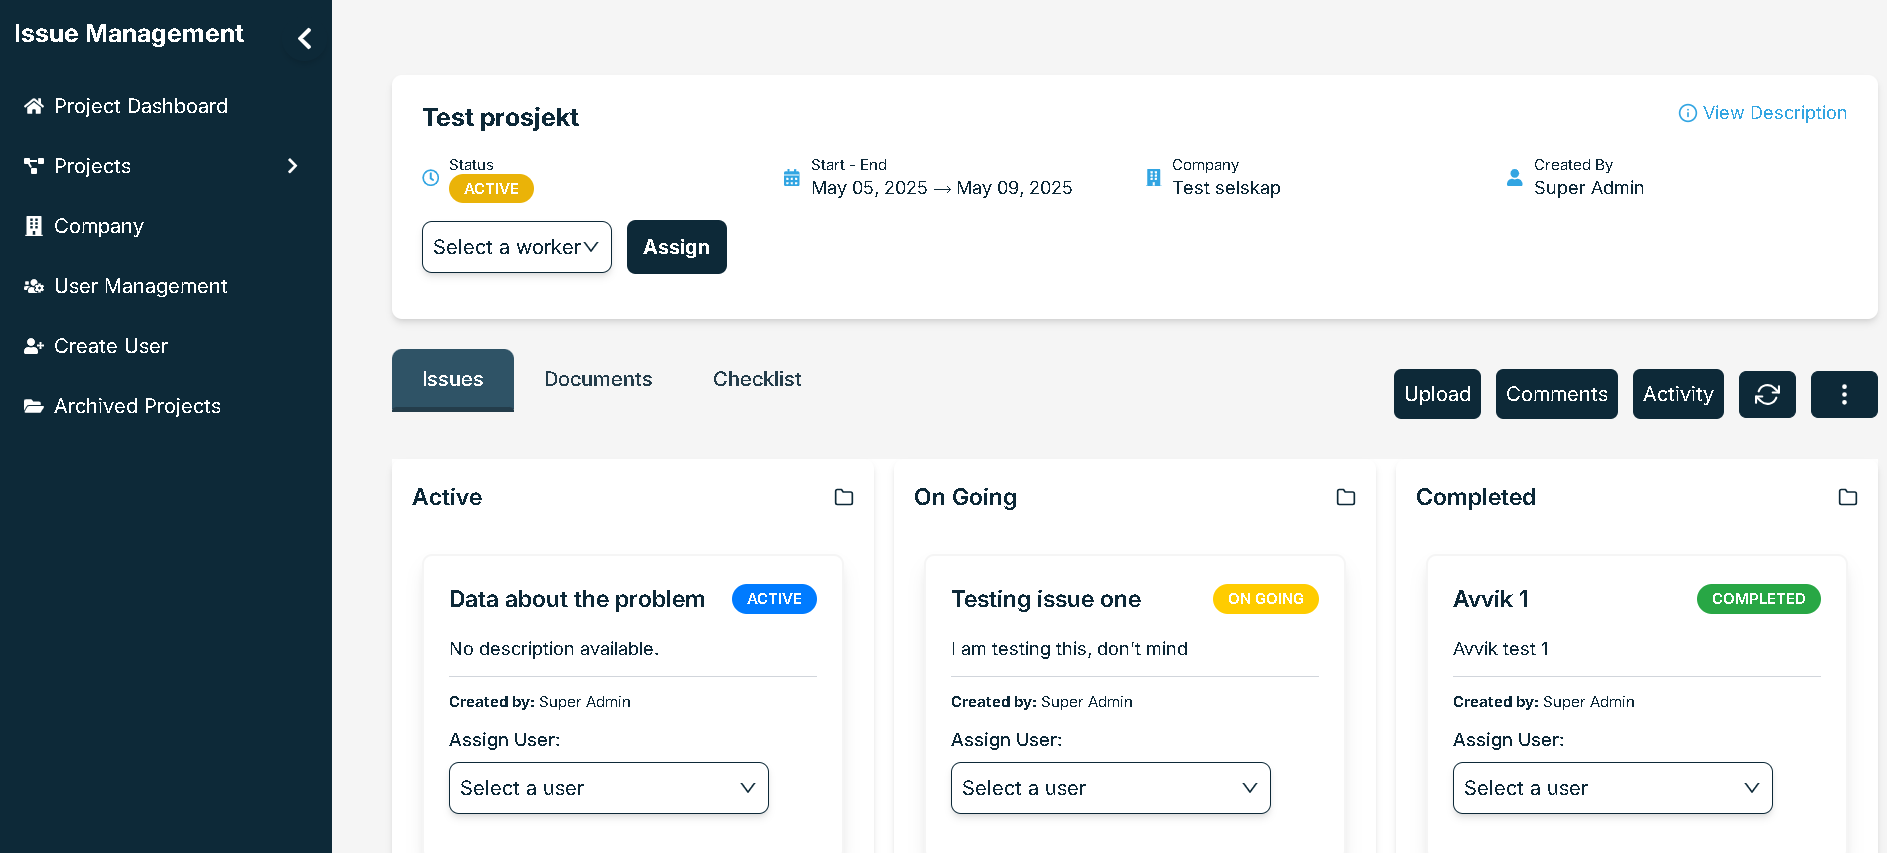 Issue Management
Project Dashboard
Projects
Company
User Management
Create User
Archived Projects
Test prosjekt
View Description
Status
ACTIVE
Start - End
May 05, 2025 → May 09, 2025
Company
Test selskap
Created By
Super Admin
Select a worker
Assign
Issues
Documents
Checklist
Upload
Comments
Activity
Active
Data about the problem
ACTIVE
No description available.
Created by: Super Admin
Assign User:
Select a user
On Going
Testing issue one
ON GOING
I am testing this, don't mind
Created by: Super Admin
Assign User:
Select a user
Completed
Avvik 1
COMPLETED
Avvik test 1
Created by: Super Admin
Assign User:
Select a user